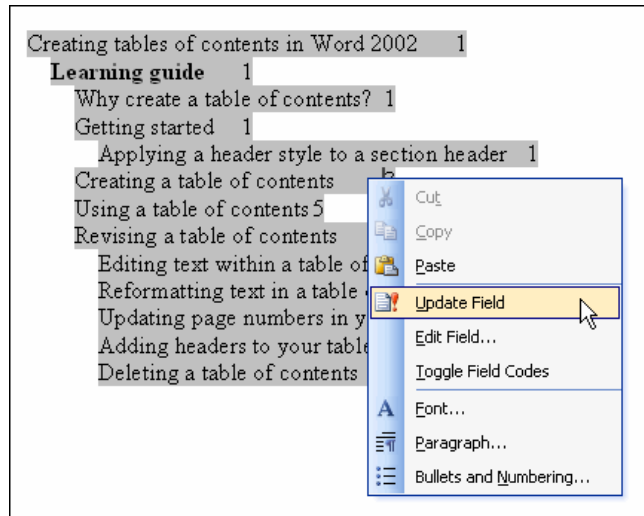 Creating tables of contents in Word 2002 1
Learning guide 1
Why create a table of contents? 1
Getting started 1
Applying a header style to a section header 1
Creating a table of contents
Using a table of contents 5
Revising a table of contents
Editing text within a table of
Reformatting text in a table
Updating page numbers in y
Adding headers to your table
Deleting a table of contents
Cut
Copy
Paste
Update Field
Edit Field...
Toggle Field Codes
Font...
Paragraph...
Bullets and Numbering...